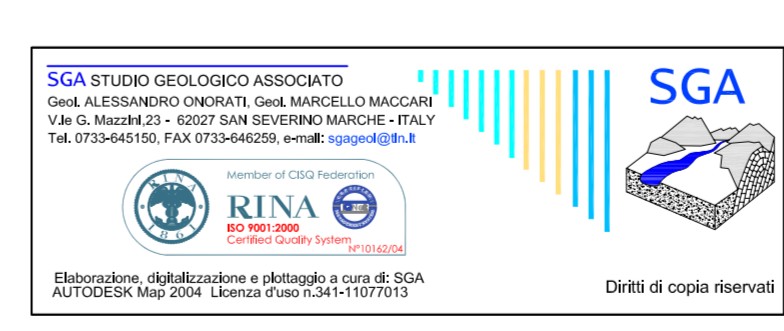 SGA STUDIO GEOLOGICO ASSOCIATO
Geol. ALESSANDRO ONORATI, Geol. MARCELLO MACCARI
V.le G. Mazzini,23 - 62027 SAN SEVERINO MARCHE - ITALY
Tel. 0733-645150, FAX 0733-646259, e-mail: sgageol@tin.it
SGA
RINA
1861
Member of CISQ Federation
RINA
ISO 9001:2000
Certified Quality System
N°10162/04
Elaborazione, digitalizzazione e plottaggio a cura di: SGA
AUTODESK Map 2004 Licenza d'uso n.341-11077013
Diritti di copia riservati